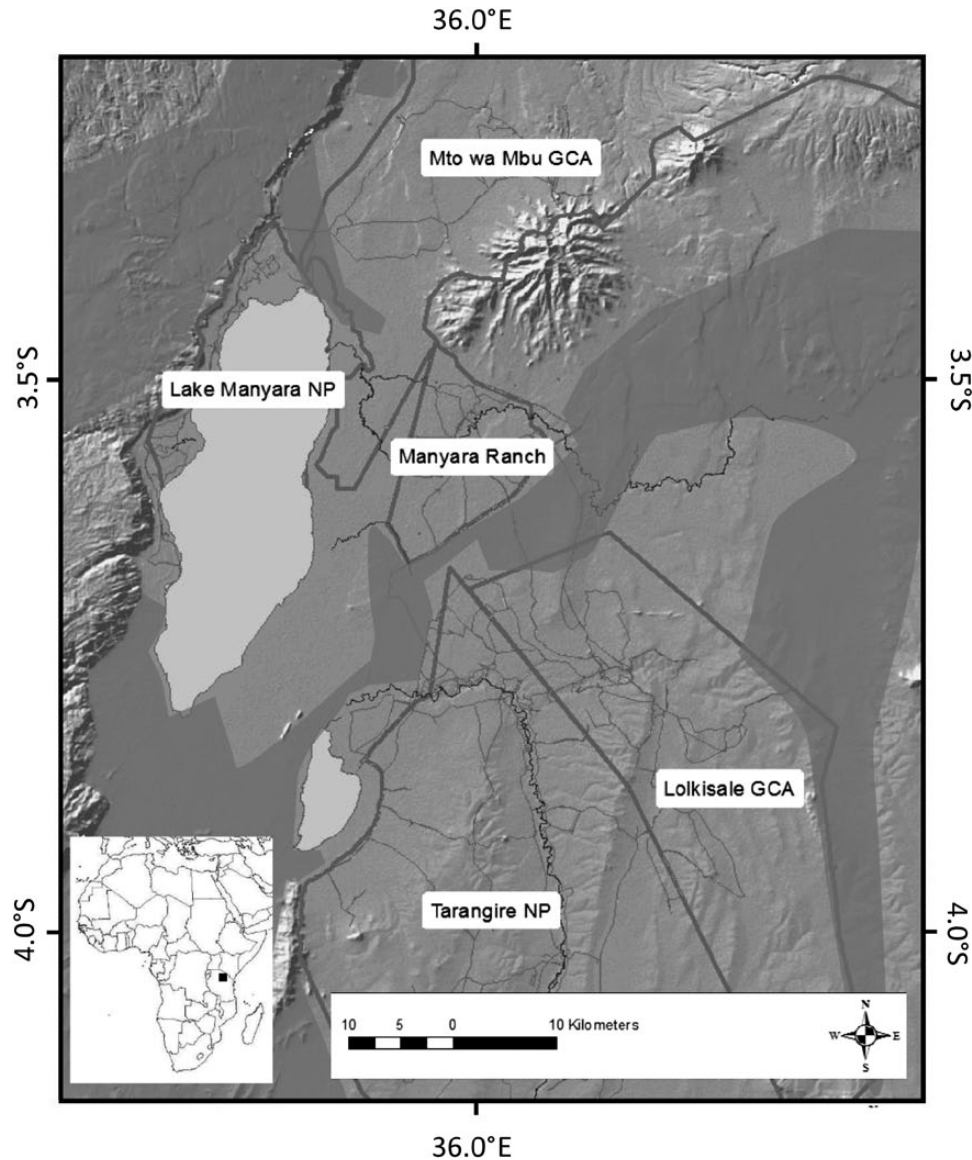 36.0°E
Mto wa Mbu GCA
3.5°S
3.5°S
Lake Manyara NP
Manyara Ranch
Lolkisale GCA
Tarangire NP
4.0°S
4.0°S
10 5 0 10 Kilometers
N
W E
S
36.0°E